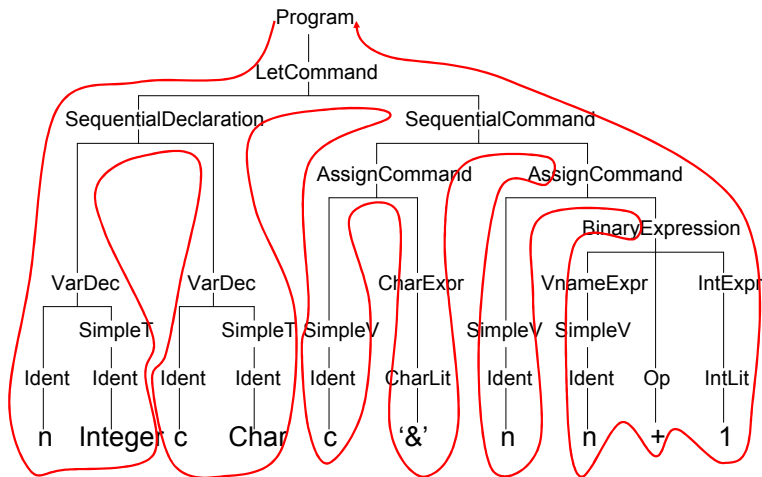 Program
LetCommand
SequentialDeclaration SequentialCommand
AssignCommand AssignCommand
BinaryExpression
VarDec VarDec CharExpr VnameExpr IntExpr
SimpleT SimpleT SimpleV SimpleV SimpleV
Ident Ident Ident Ident Ident CharLit Ident Ident Op IntLit
n Integer c Char c ‘&’ n n + 1